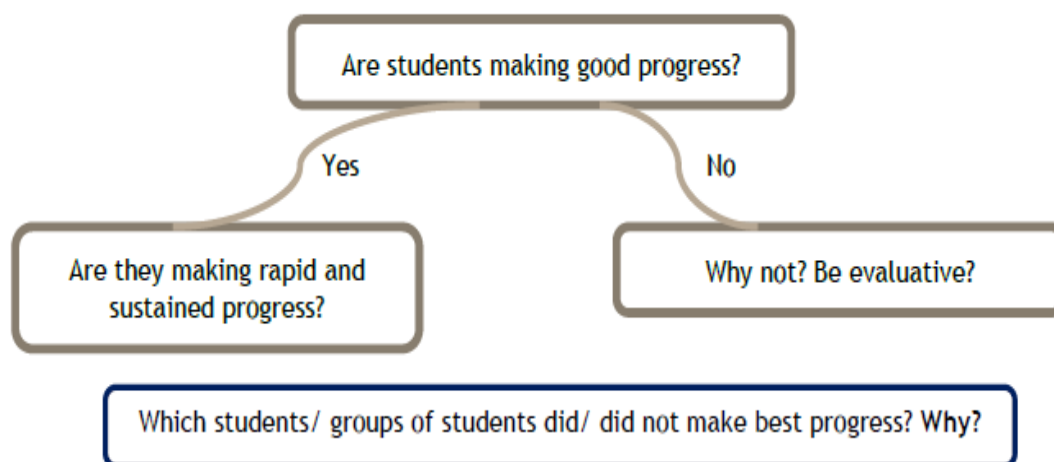 Are students making good progress?
Yes
No
Are they making rapid and
sustained progress?
Why not? Be evaluative?
Which students/ groups of students did/ did not make best progress? Why?